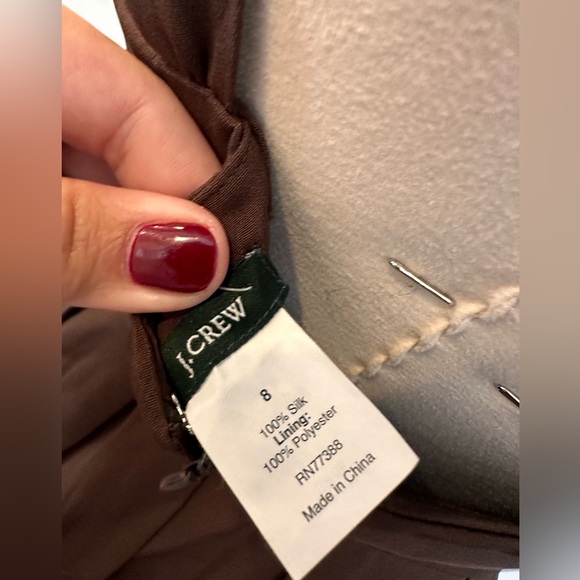 J.CREW
8
100% Silk
Lining:
100% Polyester
RN77388
Made in China